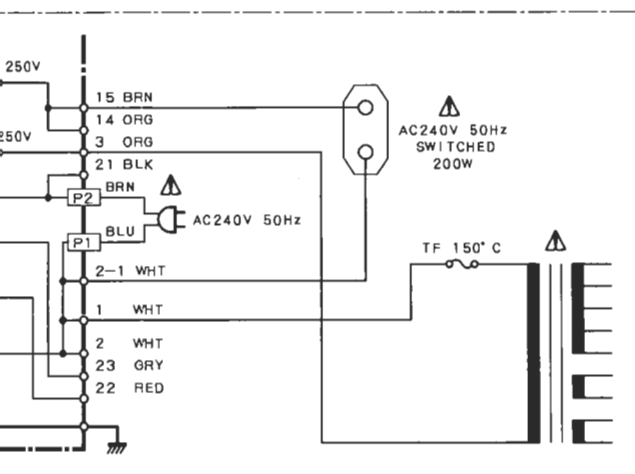 250V
15 BRN
14 ORG
250V
3 ORG
21 BLK
BRN
P2
AC240V 50Hz
SWITCHED
200W
AC240V 50Hz
BLU
P1
TF 150°C
2-1 WHT
1 WHT
2 WHT
23 GRY
22 RED